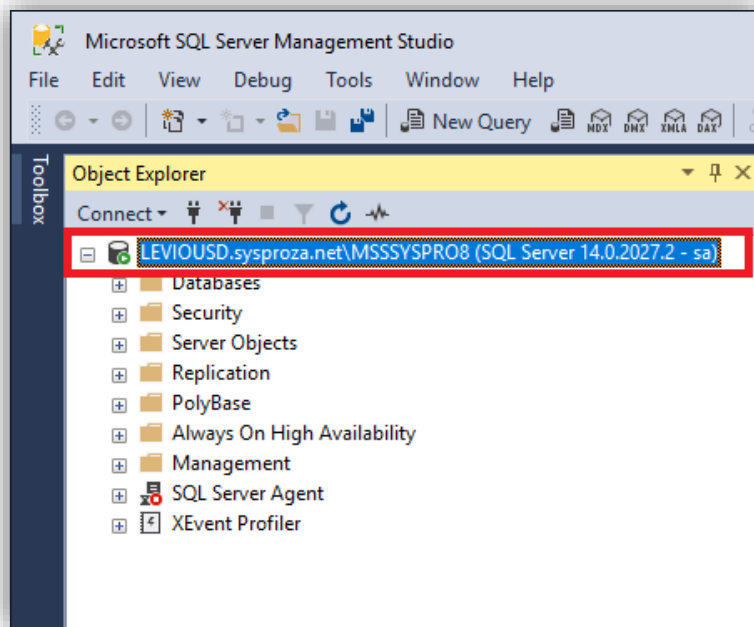 Microsoft SQL Server Management Studio
File Edit View Debug Tools Window Help
New Query MDX DMX XMLA DAX
Toolbox
Object Explorer
Connect
LEVIOUSD.sysproza.net\MSSSYSPRO8 (SQL Server 14.0.2027.2 - sa)
Databases
Security
Server Objects
Replication
PolyBase
Always On High Availability
Management
SQL Server Agent
XEvent Profiler